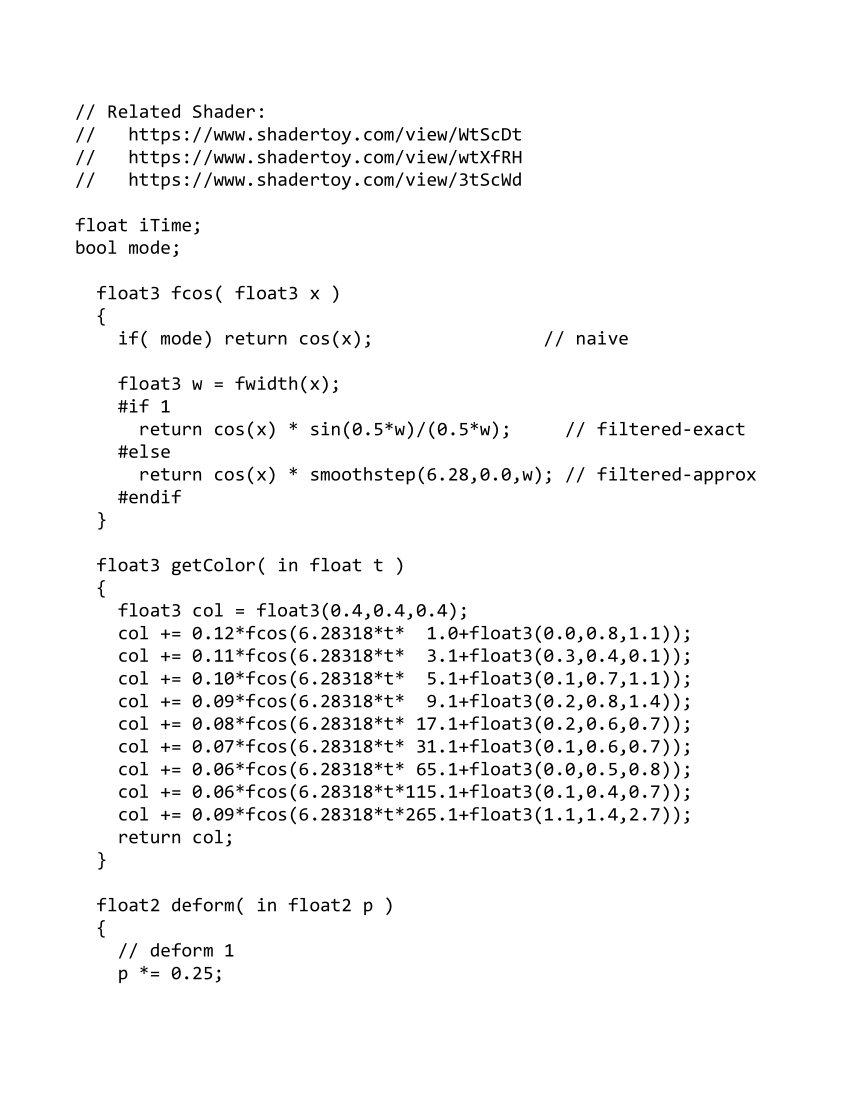 // Related Shader:
//   https://www.shadertoy.com/view/WtScDt
//   https://www.shadertoy.com/view/wtXfRH
//   https://www.shadertoy.com/view/3tScWd

float iTime;
bool mode;

  float3 fcos( float3 x )
  {
    if( mode) return cos(x);                // naive

    float3 w = fwidth(x);
    #if 1
      return cos(x) * sin(0.5*w)/(0.5*w);     // filtered-exact
    #else
      return cos(x) * smoothstep(6.28,0.0,w); // filtered-approx
    #endif
  }

  float3 getColor( in float t )
  {
    float3 col = float3(0.4,0.4,0.4);
    col += 0.12*fcos(6.28318*t*  1.0+float3(0.0,0.8,1.1));
    col += 0.11*fcos(6.28318*t*  3.1+float3(0.3,0.4,0.1));
    col += 0.10*fcos(6.28318*t*  5.1+float3(0.1,0.7,1.1));
    col += 0.09*fcos(6.28318*t*  9.1+float3(0.2,0.8,1.4));
    col += 0.08*fcos(6.28318*t* 17.1+float3(0.2,0.6,0.7));
    col += 0.07*fcos(6.28318*t* 31.1+float3(0.1,0.6,0.7));
    col += 0.06*fcos(6.28318*t* 65.1+float3(0.0,0.5,0.8));
    col += 0.06*fcos(6.28318*t*115.1+float3(0.1,0.4,0.7));
    col += 0.09*fcos(6.28318*t*265.1+float3(1.1,1.4,2.7));
    return col;
  }

  float2 deform( in float2 p )
  {
    // deform 1
    p *= 0.25;